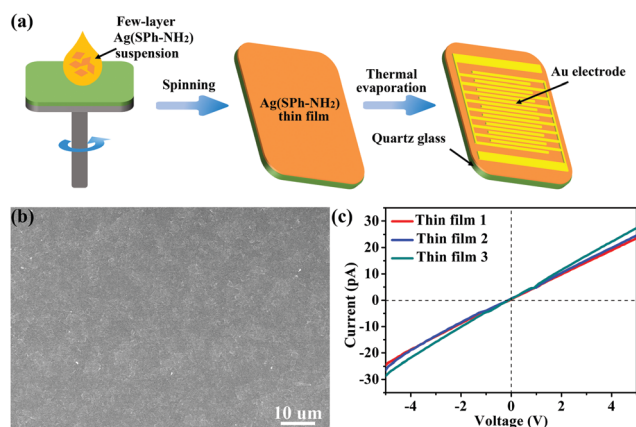 (a)
Few-layer
Ag(SPh-NH2)
suspension
Spinning
Ag(SPh-NH2)
thin film
Thermal
evaporation
Au electrode
Quartz glass
(b)
10 um
(c)
Thin film 1
Thin film 2
Thin film 3
30
20
10
0
-10
-20
-30
Current (pA)
-4
-2
0
2
4
Voltage (V)